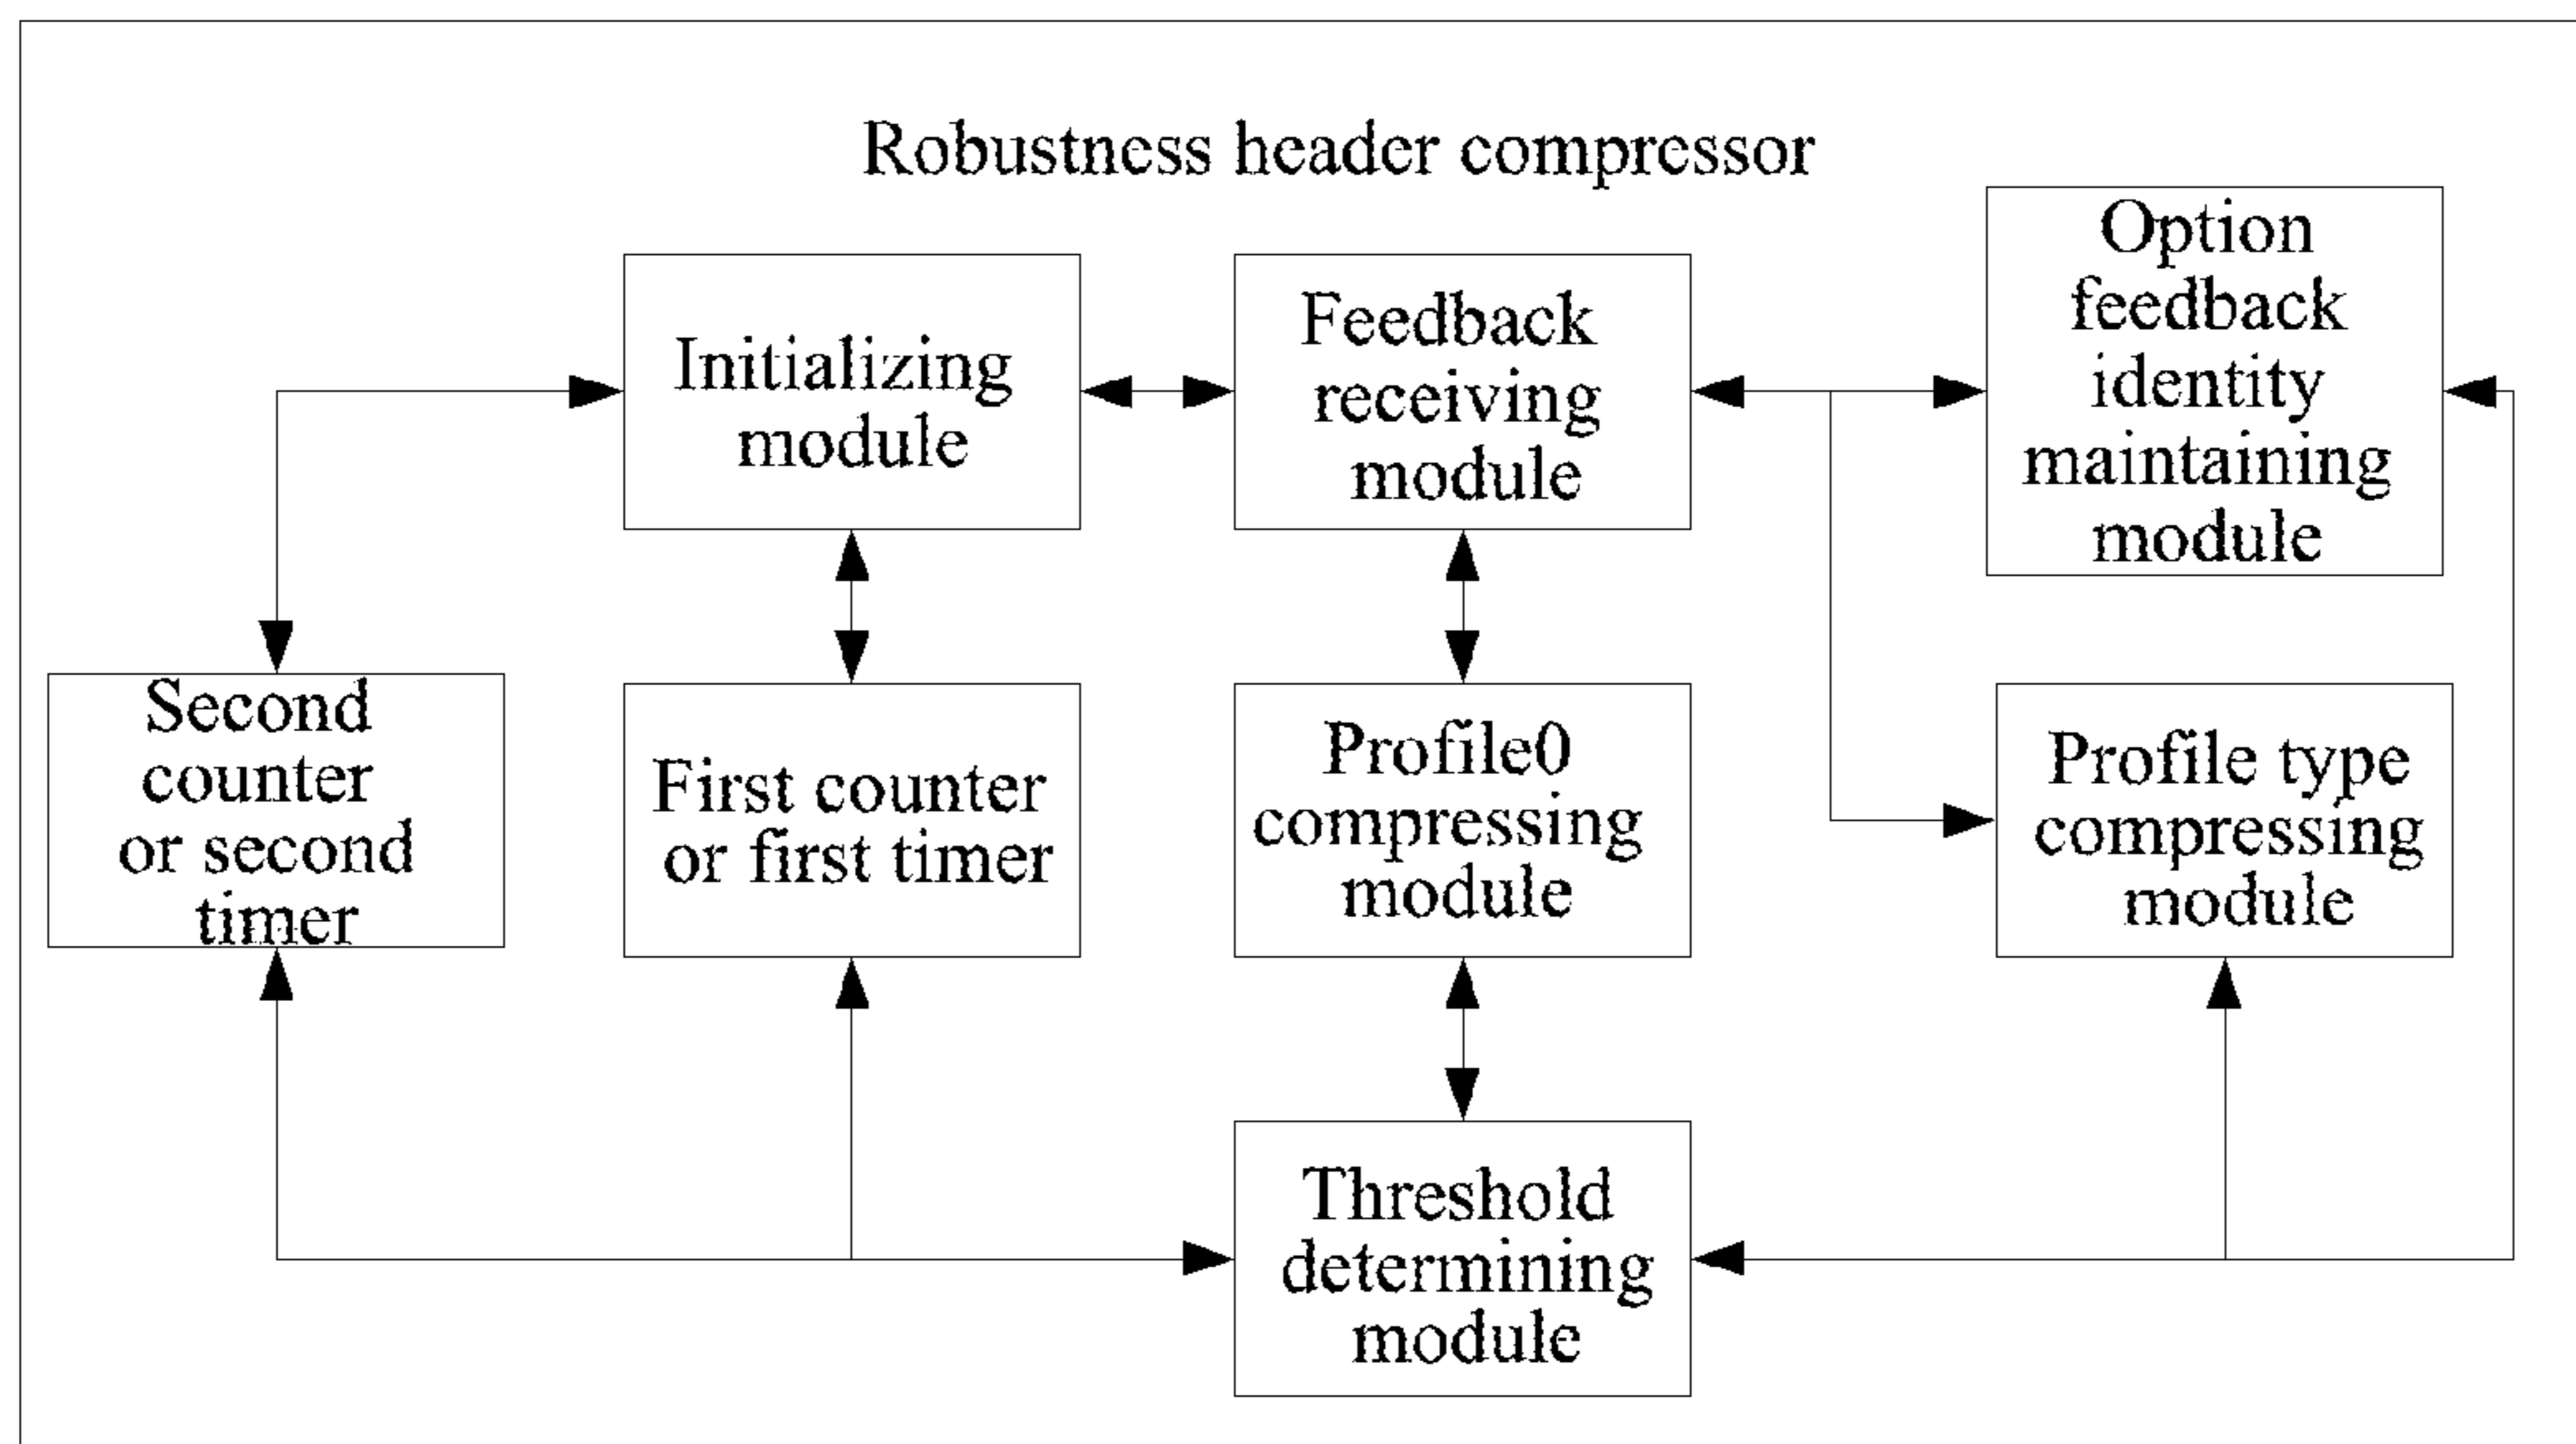 Robustness header compressor
Initializing
module
Feedback
receiving
module
Option
feedback
identity
maintaining
module
Second
counter
or second
timer
First counter
or first timer
Profile0
compressing
module
Profile type
compressing
module
Threshold
determining
module